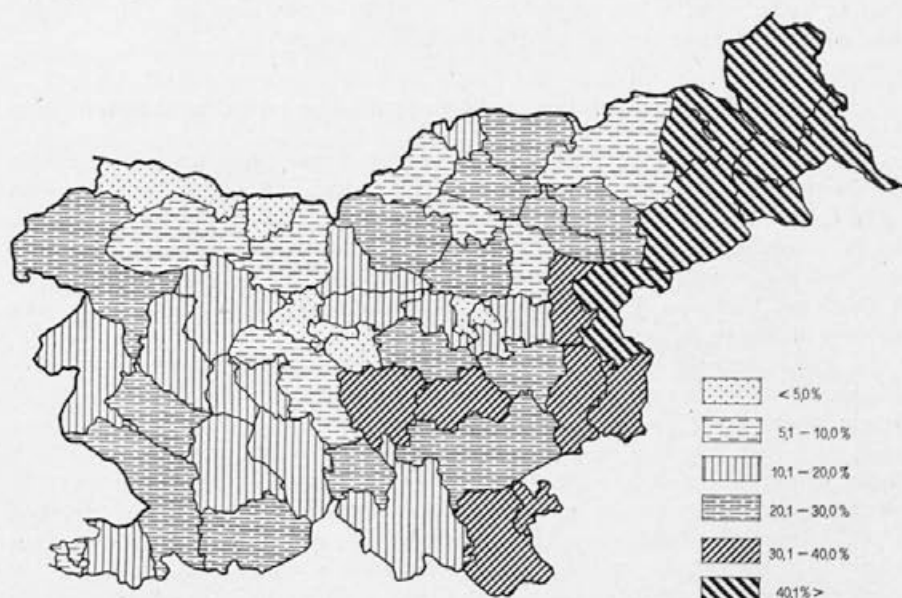 < 5,0%
5,1 – 10,0%
10,1 – 20,0%
20,1 – 30,0%
30,1 – 40,0%
40,1% >